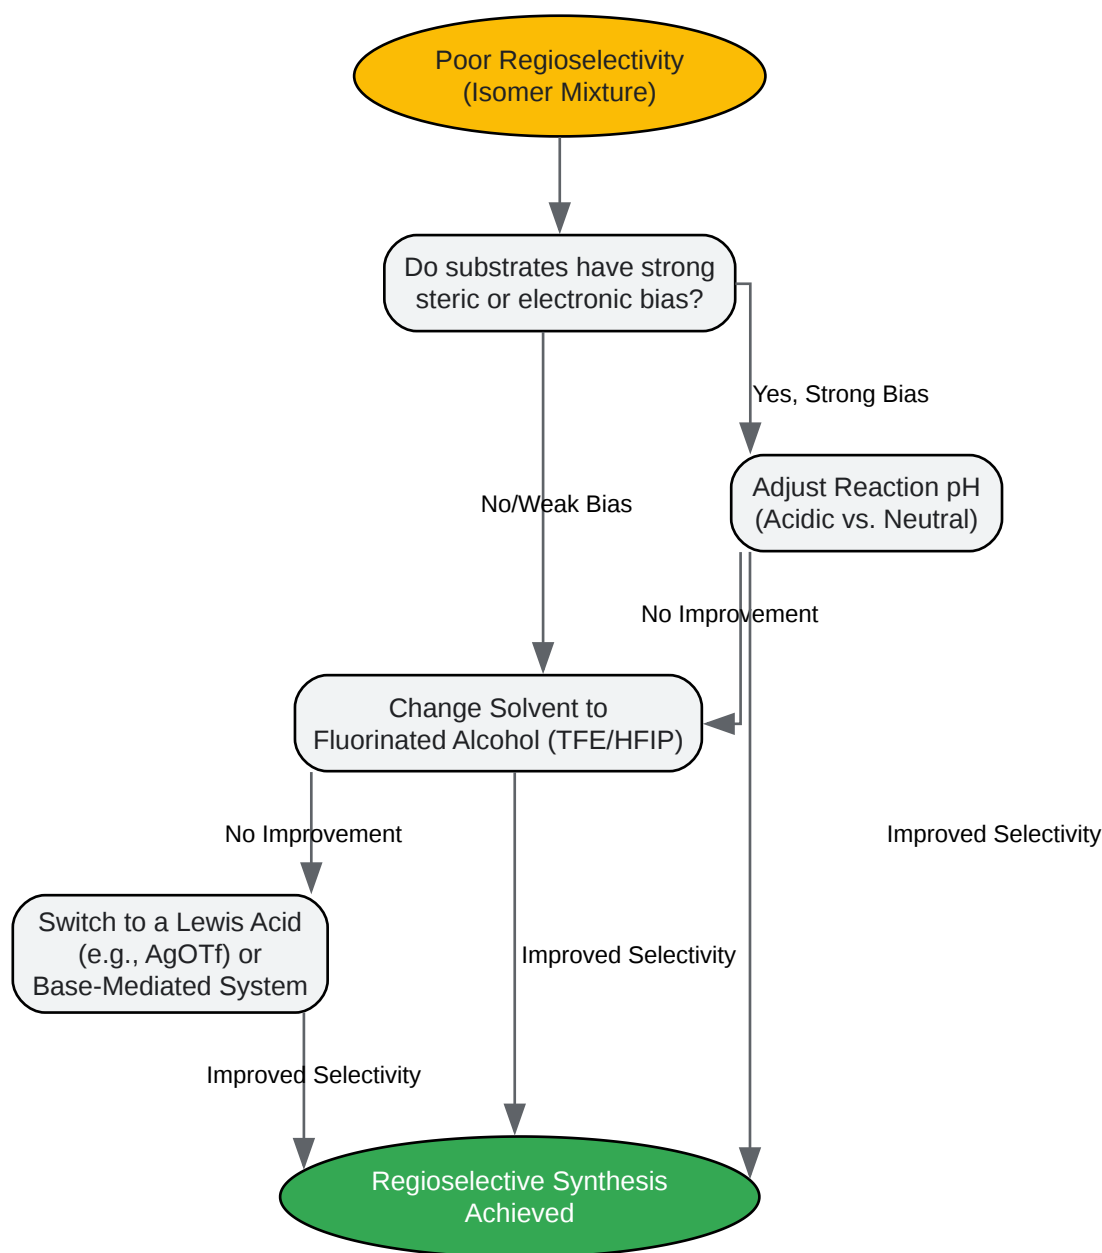 Poor Regioselectivity
(Isomer Mixture)
Do substrates have strong
steric or electronic bias?
Yes, Strong Bias
No/Weak Bias
Adjust Reaction pH
(Acidic vs. Neutral)
No Improvement
Change Solvent to
Fluorinated Alcohol (TFE/HFIP)
No Improvement
Improved Selectivity
Switch to a Lewis Acid
(e.g., AgOTf) or
Base-Mediated System
Improved Selectivity
Improved Selectivity
Regioselective Synthesis
Achieved